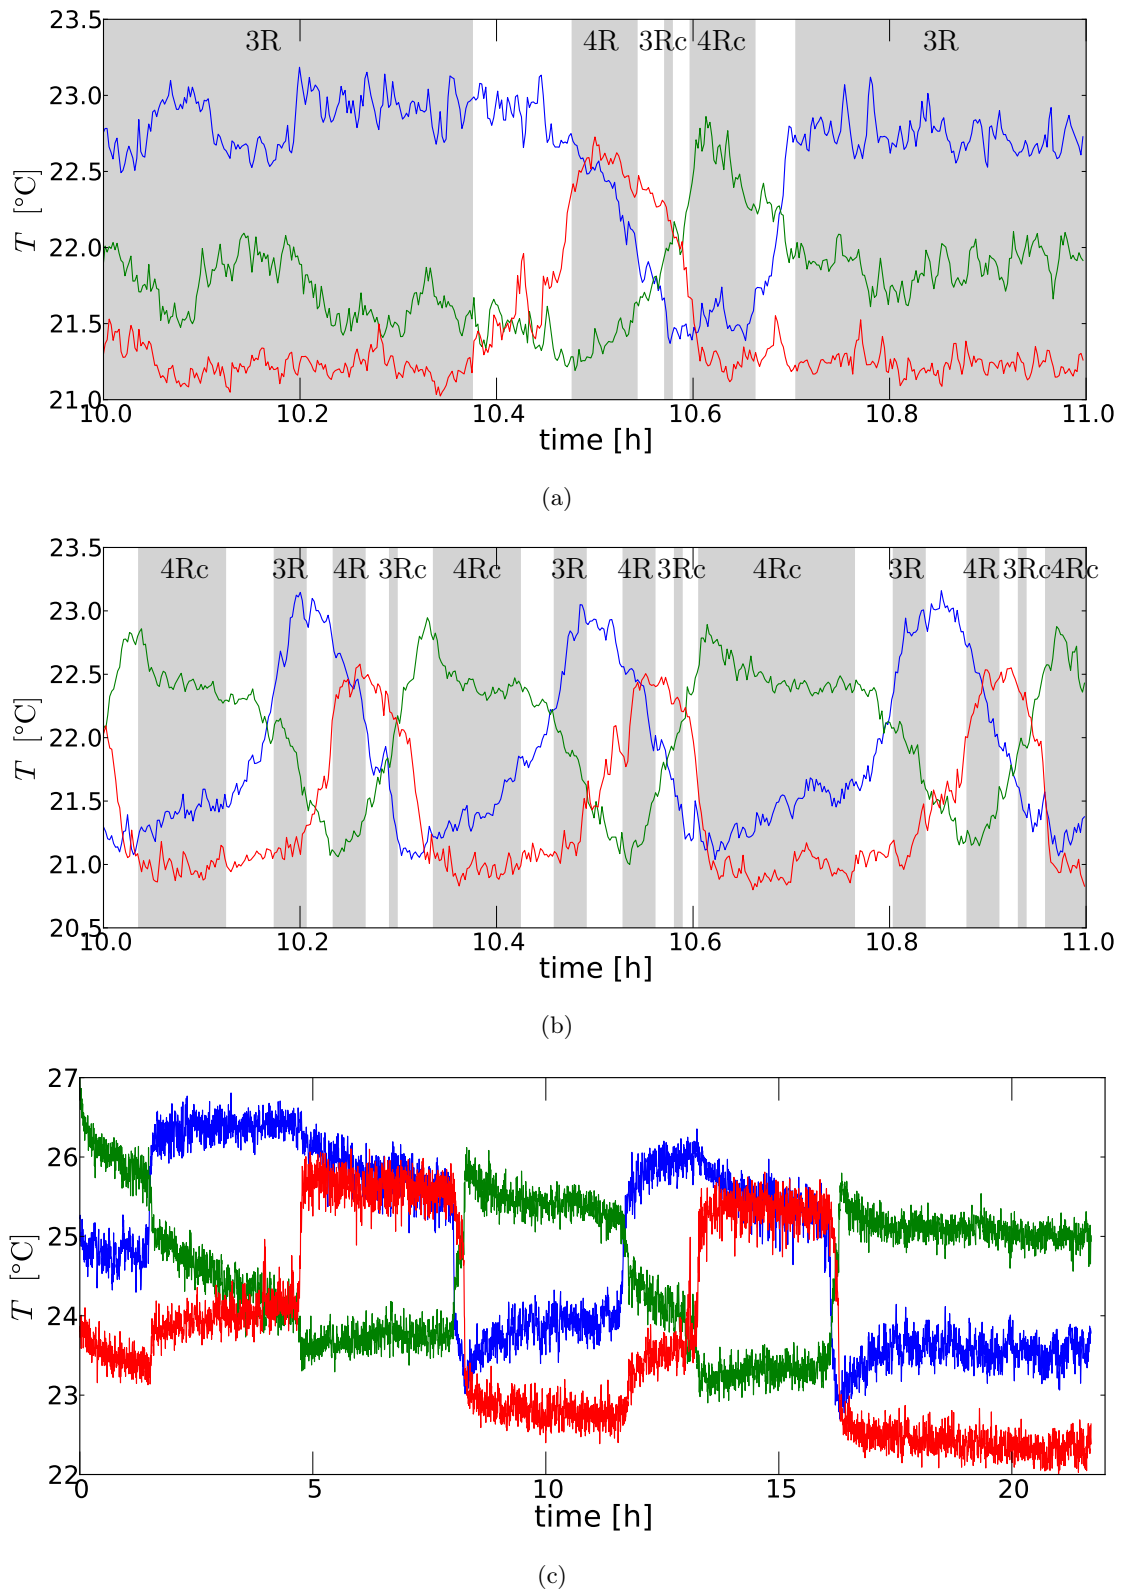 23.5
3R 4R 3Rc 4Rc 3R
23.0
22.5
T [°C]
22.0
21.5
21.0
10.0 10.2 10.4 10.6 10.8 11.0
time [h]
(a)
23.5
4Rc 3R 4R 3Rc 4Rc 3R 4R 3Rc 4Rc 3R 4R 3Rc 4Rc
23.0
22.5
T [°C]
22.0
21.5
21.0
20.5
10.0 10.2 10.4 10.6 10.8 11.0
time [h]
(b)
27
26
25
T [°C]
24
23
22
0 5 10 15 20
time [h]
(c)